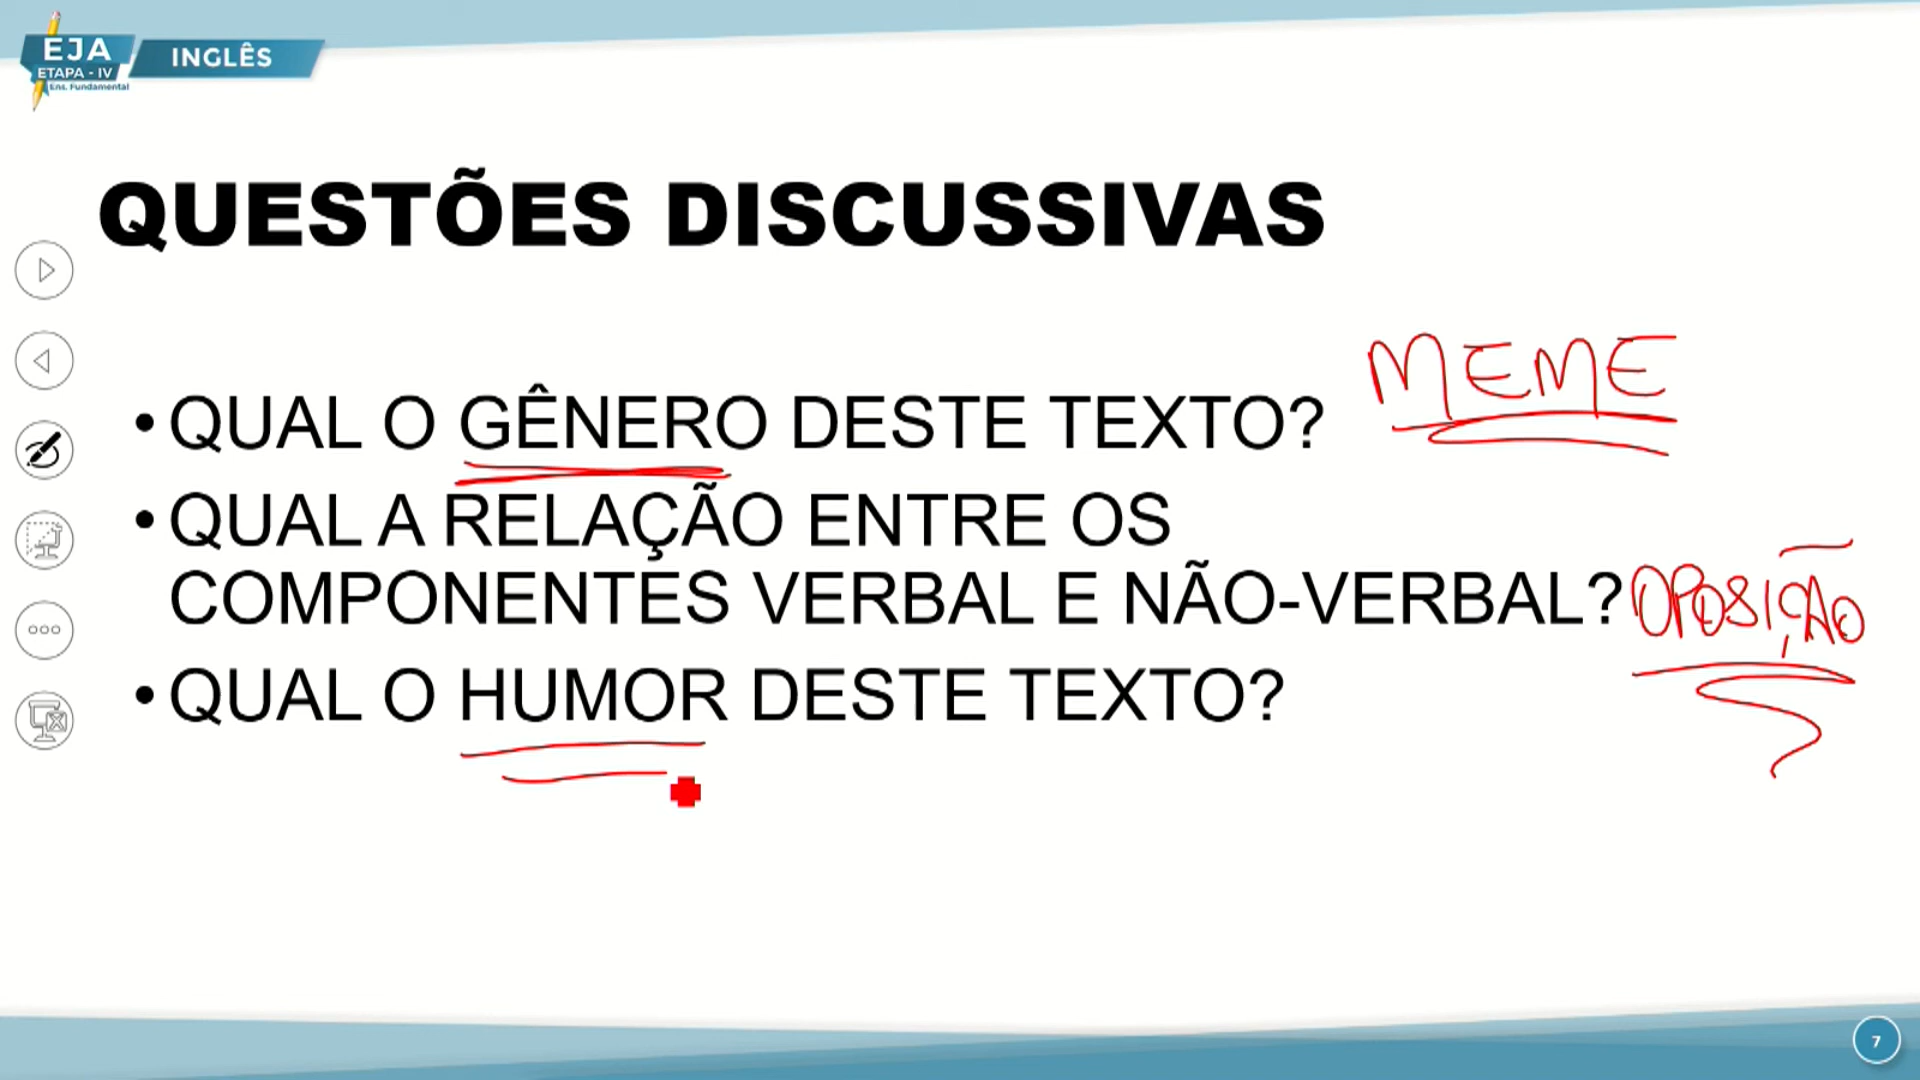 EJA
ETAPA - IV
Ens. Fundamental
INGLÊS
QUESTÕES DISCUSSIVAS
MEME
• QUAL O GÊNERO DESTE TEXTO?
• QUAL A RELAÇÃO ENTRE OS
COMPONENTES VERBAL E NÃO-VERBAL? OPOSIÇÃO
• QUAL O HUMOR DESTE TEXTO?
7